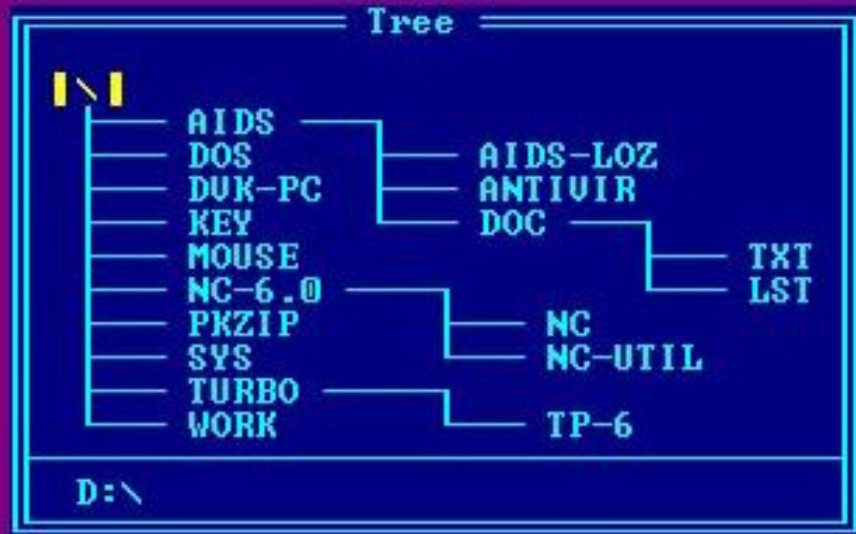 Tree
\
AIDS
DOS AIDS-LOZ
DVK-PC ANTIVIR
KEY DOC
MOUSE TXT
NC-6.0 LST
PKZIP NC
SYS NC-UTIL
TURBO
WORK TP-6
D:\